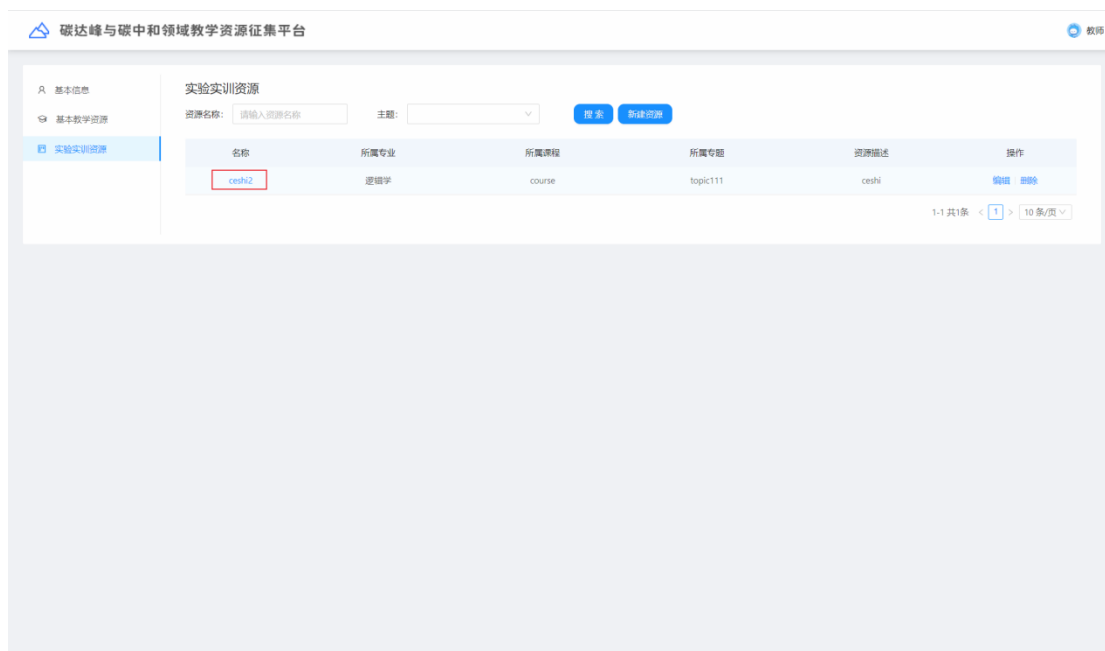 碳达峰与碳中和领域教学资源征集平台
教师
基本信息
基本教学资源
实验实训资源
实验实训资源
资源名称: 请输入资源名称 主题: 搜 索 新建资源
名称 所属专业 所属课程 所属专题 资源描述 操作
ceshi2 逻辑学 course topic111 ceshi 编辑 删除
1-1 共1条 < 1 > 10 条/页